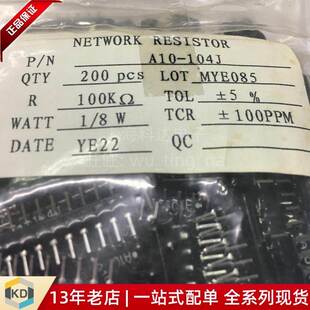 NETWORK RESISTOR
P/N A10-104J
QTY 200 pcs LOT MYE085
R 100KΩ TOL ±5 %
WATT 1/8 W TCR ±100PPM
DATE YE22 QC
正品保障
KD
13年老店 | 一站式配单 全系列现货